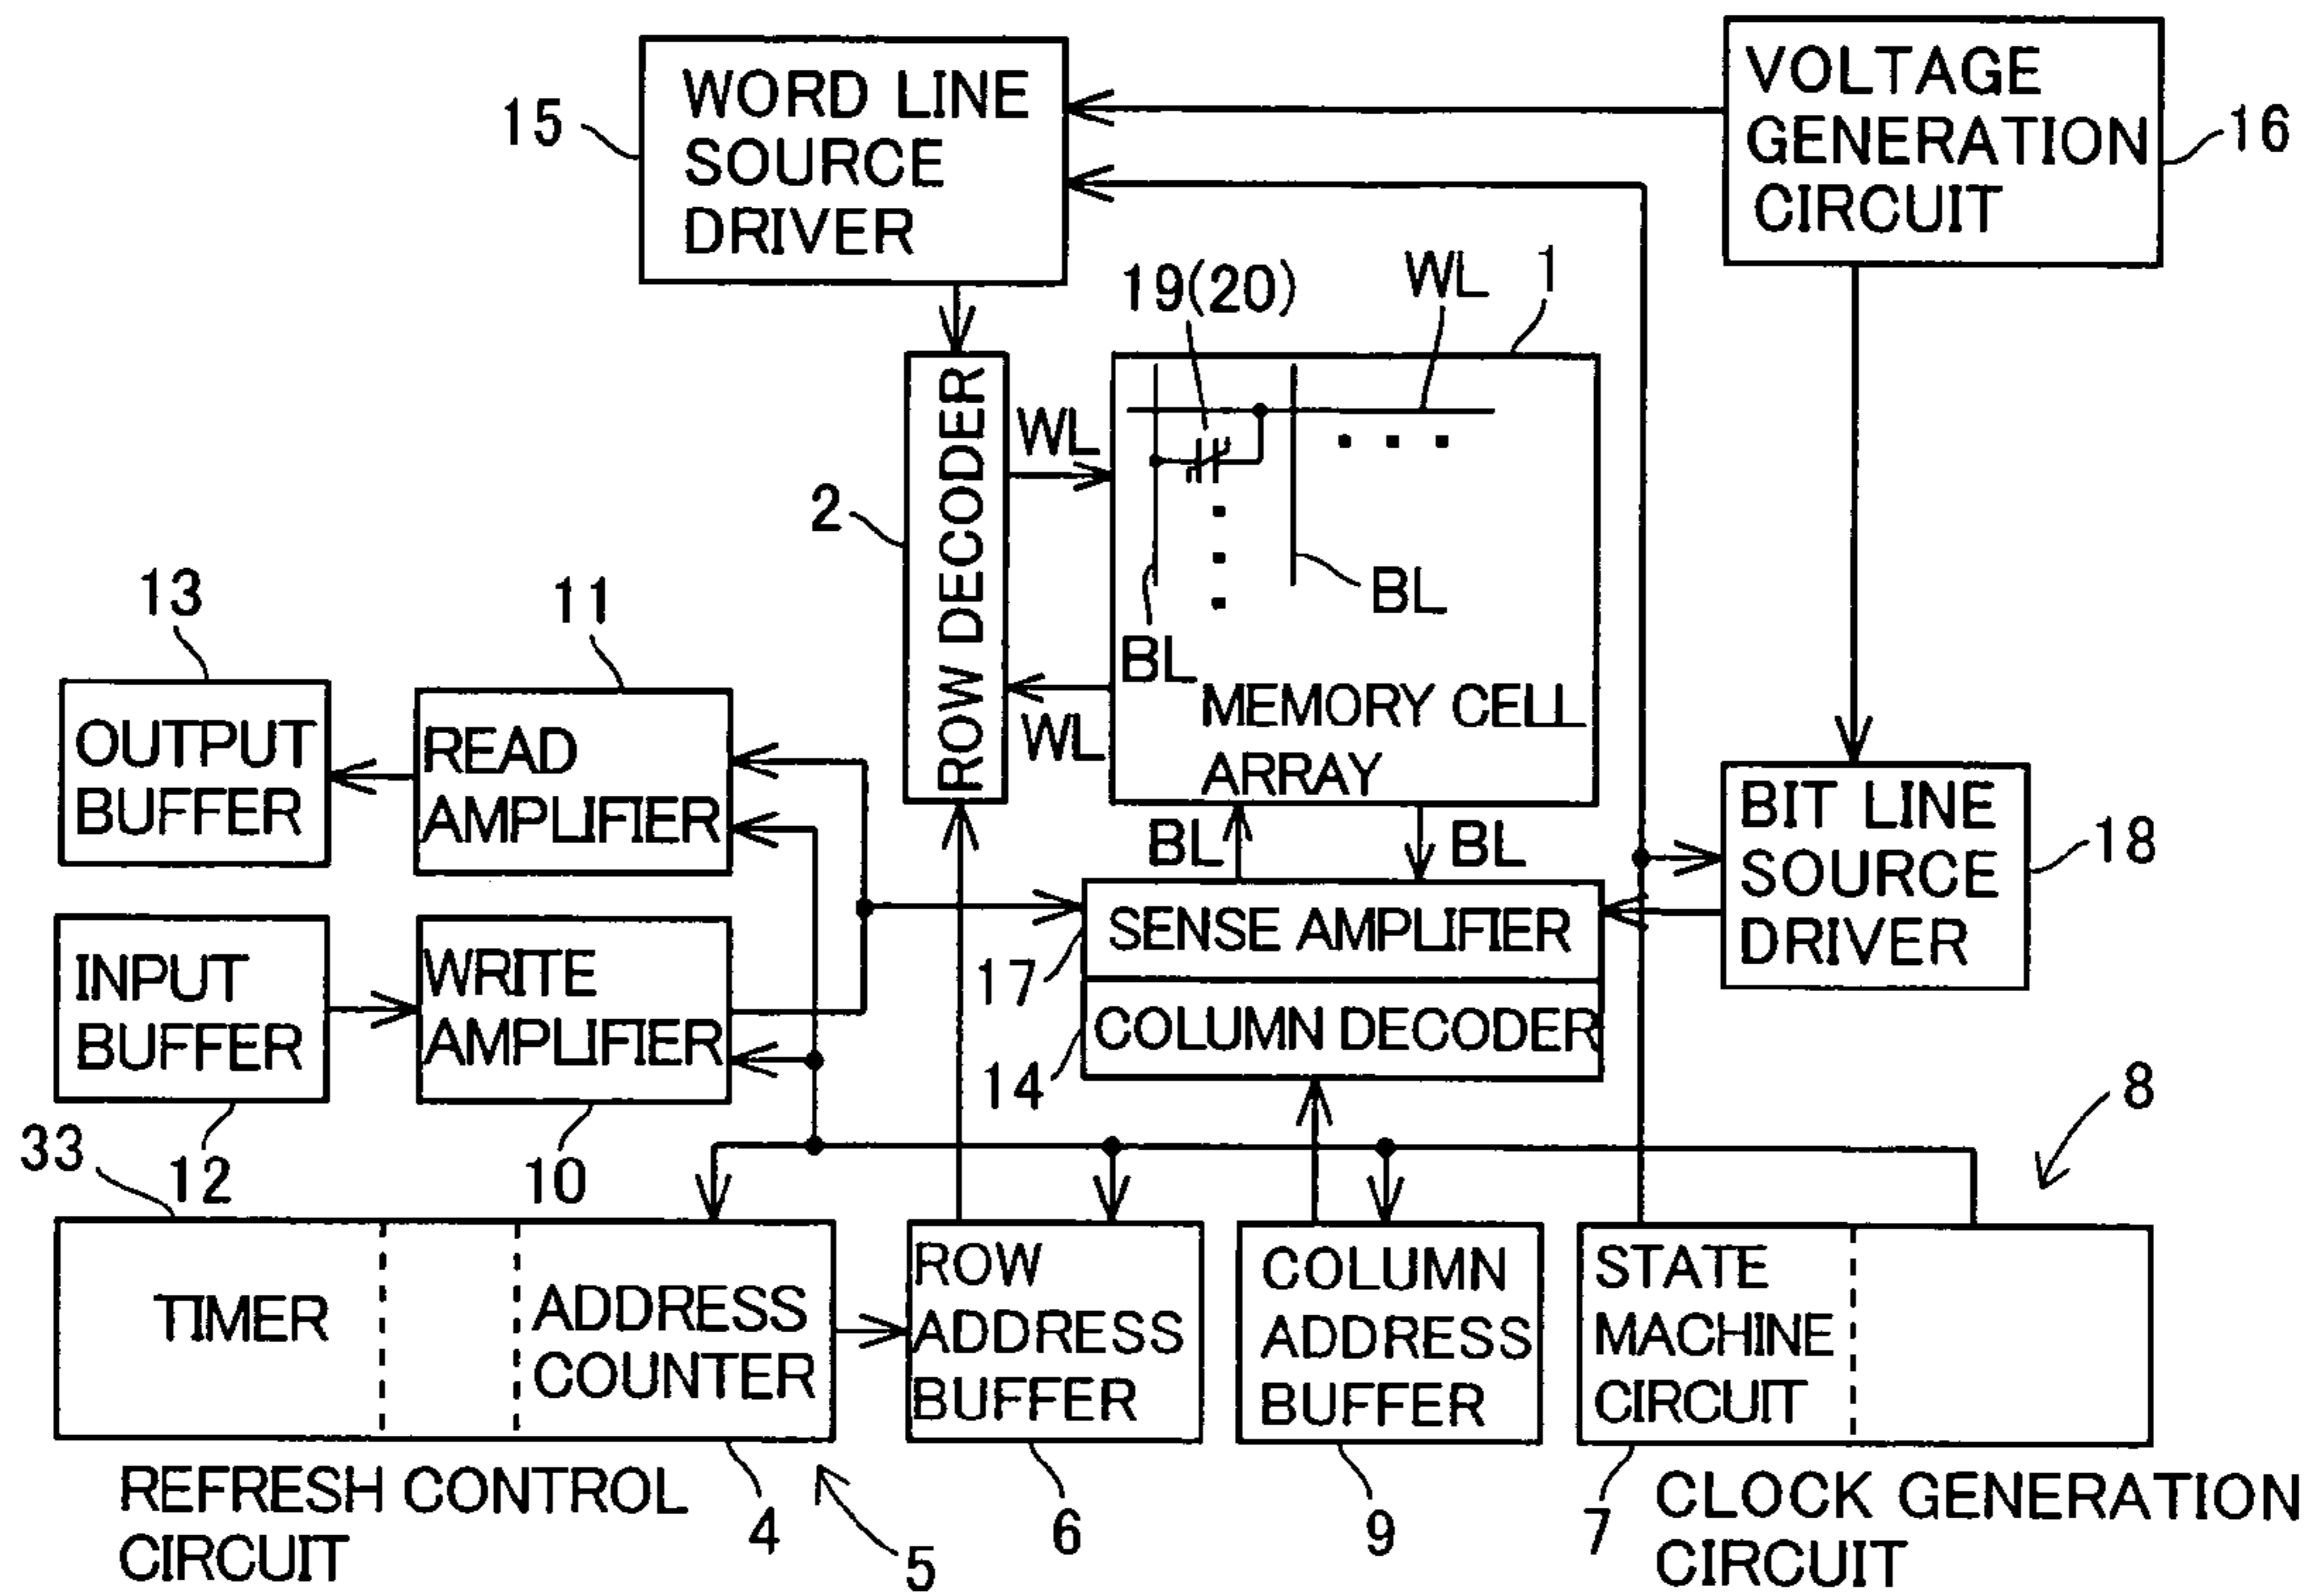 WORD LINE
SOURCE
DRIVER
15
VOLTAGE
GENERATION
CIRCUIT
16
19(20)
WL
1
ROW DECODER
2
WL
WL
BL
BL
MEMORY CELL
ARRAY
13
OUTPUT
BUFFER
11
READ
AMPLIFIER
BL
BL
BIT LINE
SOURCE
DRIVER
18
INPUT
BUFFER
12
WRITE
AMPLIFIER
10
SENSE AMPLIFIER
17
COLUMN DECODER
14
8
33
TIMER
ADDRESS
COUNTER
ROW
ADDRESS
BUFFER
COLUMN
ADDRESS
BUFFER
STATE
MACHINE
CIRCUIT
REFRESH CONTROL
CIRCUIT
4
5
6
9
7
CLOCK GENERATION
CIRCUIT